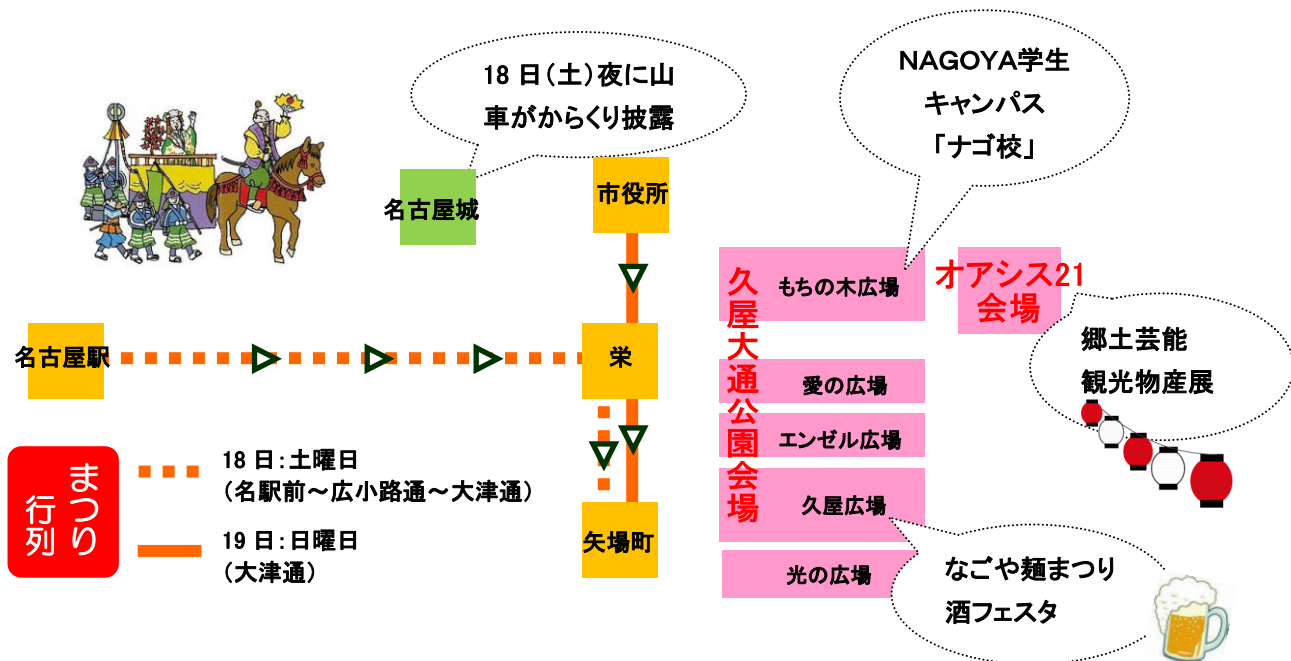 18 日(土)夜に山
車がからくり披露
NAGOYA学生
キャンパス
「ナゴ校」
名古屋城
市役所
久屋大通公園会場
もちの木広場
オアシス21
会場
名古屋駅
栄
郷土芸能
観光物産展
愛の広場
エンゼル広場
まつり
行列
18 日:土曜日
(名駅前~広小路通~大津通)
19 日:日曜日
(大津通)
矢場町
久屋広場
光の広場
なごや麺まつり
酒フェスタ